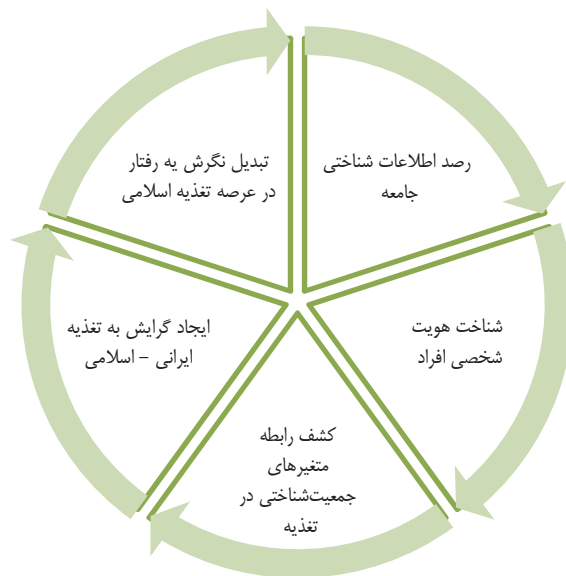 رصد اطلاعات شناختی
جامعه
شناخت هویت
شخصی افراد
کشف رابطه
متغیرهای
جمعیت‌شناختی در
تغذیه
ایجاد گرایش به تغذیه
ایرانی – اسلامی
تبدیل نگرش یه رفتار
در عرصه تغذیه اسلامی